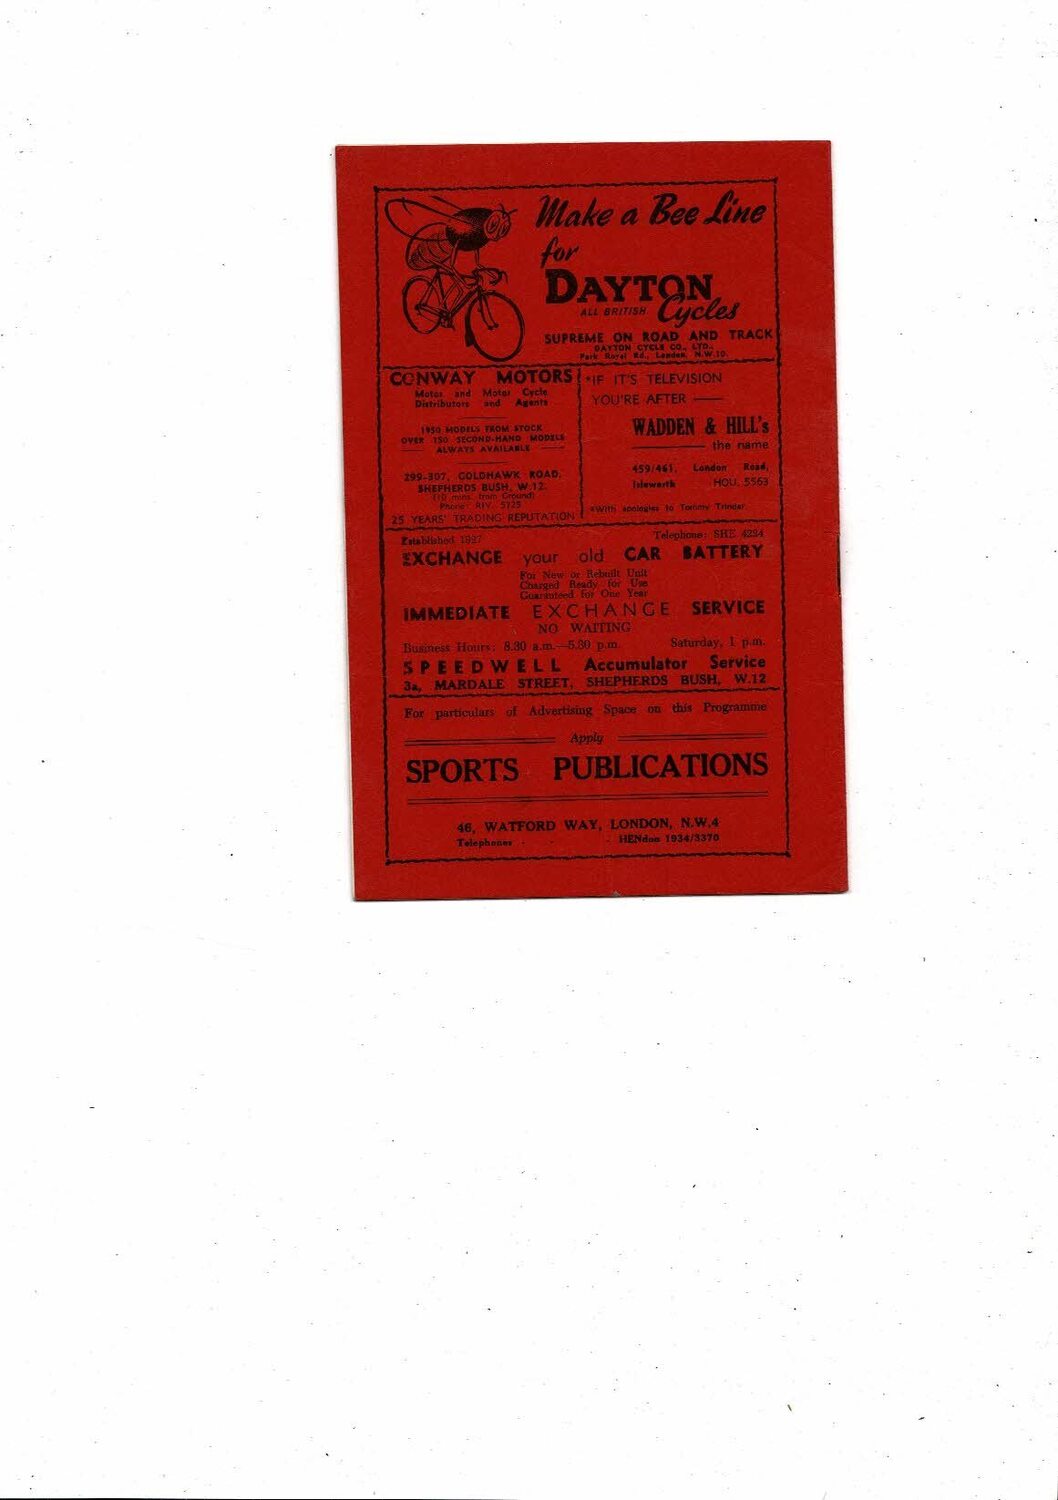 Make a Bee Line
for
DAYTON
ALL BRITISH Cycles
SUPREME ON ROAD AND TRACK
DAYTON CYCLE CO., LTD.,
Park Royal Rd., London, N.W.10.
CONWAY MOTORS
Motor and Motor Cycle
Distributors and Agents
1950 MODELS FROM STOCK
OVER 150 SECOND-HAND MODELS
ALWAYS AVAILABLE
299-307, GOLDHAWK ROAD,
SHEPHERDS BUSH, W.12.
(10 mins. from Ground)
Phone: RIV. 5725
25 YEARS' TRADING REPUTATION
*IF IT'S TELEVISION
YOU'RE AFTER
WADDEN & HILL's
the name
459/461, London Road,
Isleworth HOU. 5563
*With apologies to Tommy Trinder.
Established 1927 Telephone: SHE 4234
EXCHANGE your old CAR BATTERY
For New or Rebuilt Unit
Charged Ready for Use
Guaranteed for One Year
IMMEDIATE EXCHANGE SERVICE
NO WAITING
Business Hours: 8.30 a.m.—5.30 p.m. Saturday, 1 p.m.
SPEEDWELL Accumulator Service
3a, MARDALE STREET, SHEPHERDS BUSH, W.12
For particulars of Advertising Space on this Programme
Apply
SPORTS PUBLICATIONS
46, WATFORD WAY, LONDON, N.W.4
Telephones - - - HENdon 1934/3370